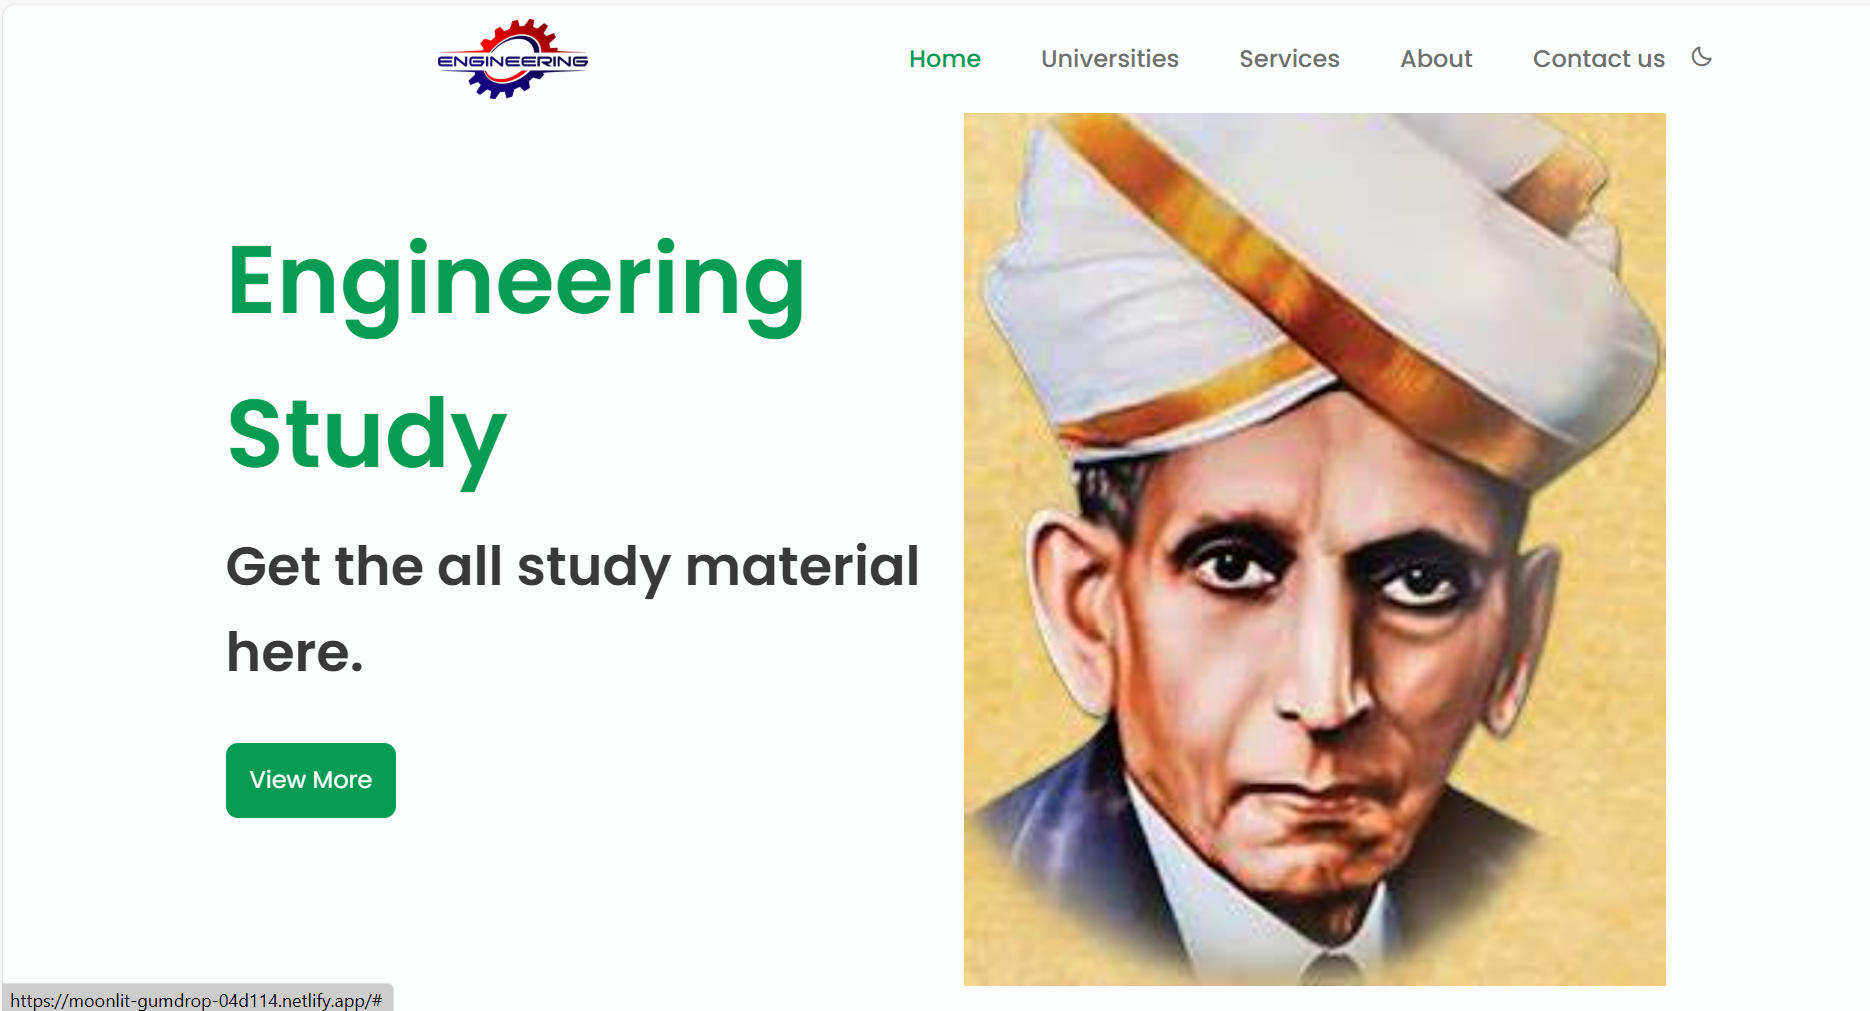 ENGINEERING
Home Universities Services About Contact us
Engineering
Study
Get the all study material
here.
View More
https://moonlit-gumdrop-04d114.netlify.app/#